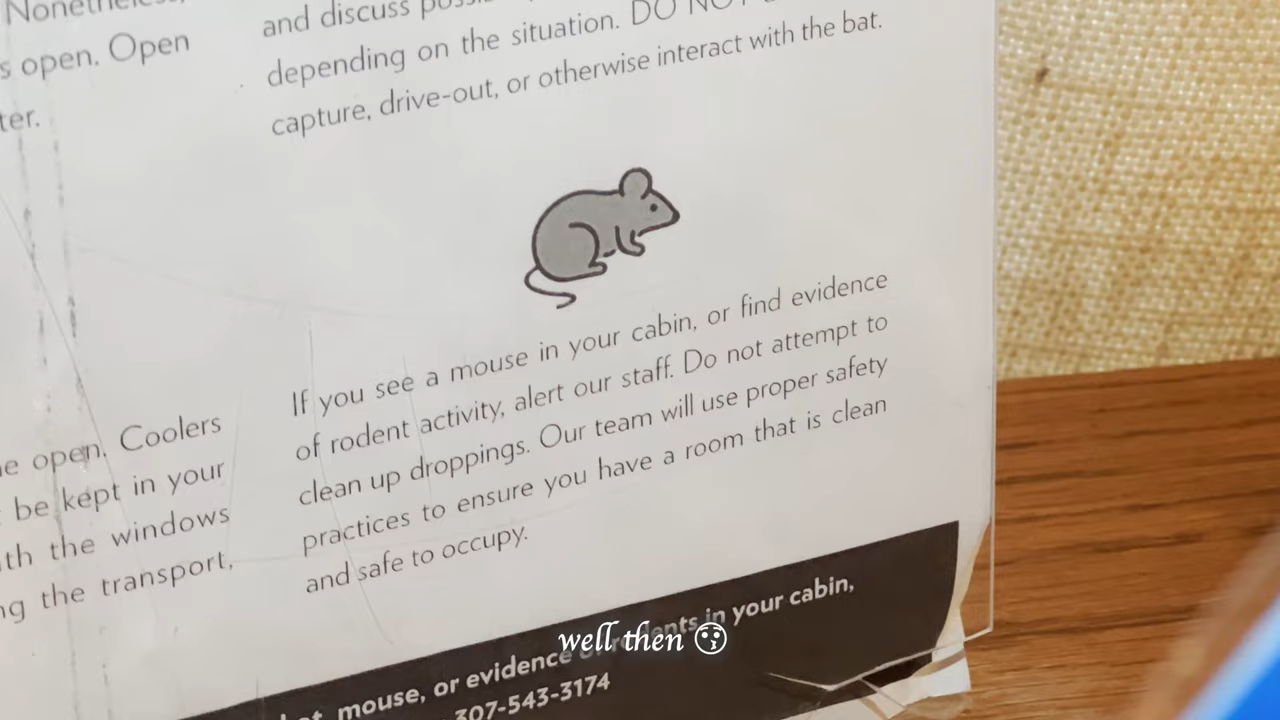 Nonetheless,
s open. Open
ter.
and discuss
depending on the situation. DO NOT
capture, drive-out, or otherwise interact with the bat.
If you see a mouse in your cabin, or find evidence
of rodent activity, alert our staff. Do not attempt to
clean up droppings. Our team will use proper safety
practices to ensure you have a room that is clean
and safe to occupy.
open. Coolers
be kept in your
the windows
the transport,
mouse, or evidence in your cabin,
307-543-3174
well then 😗